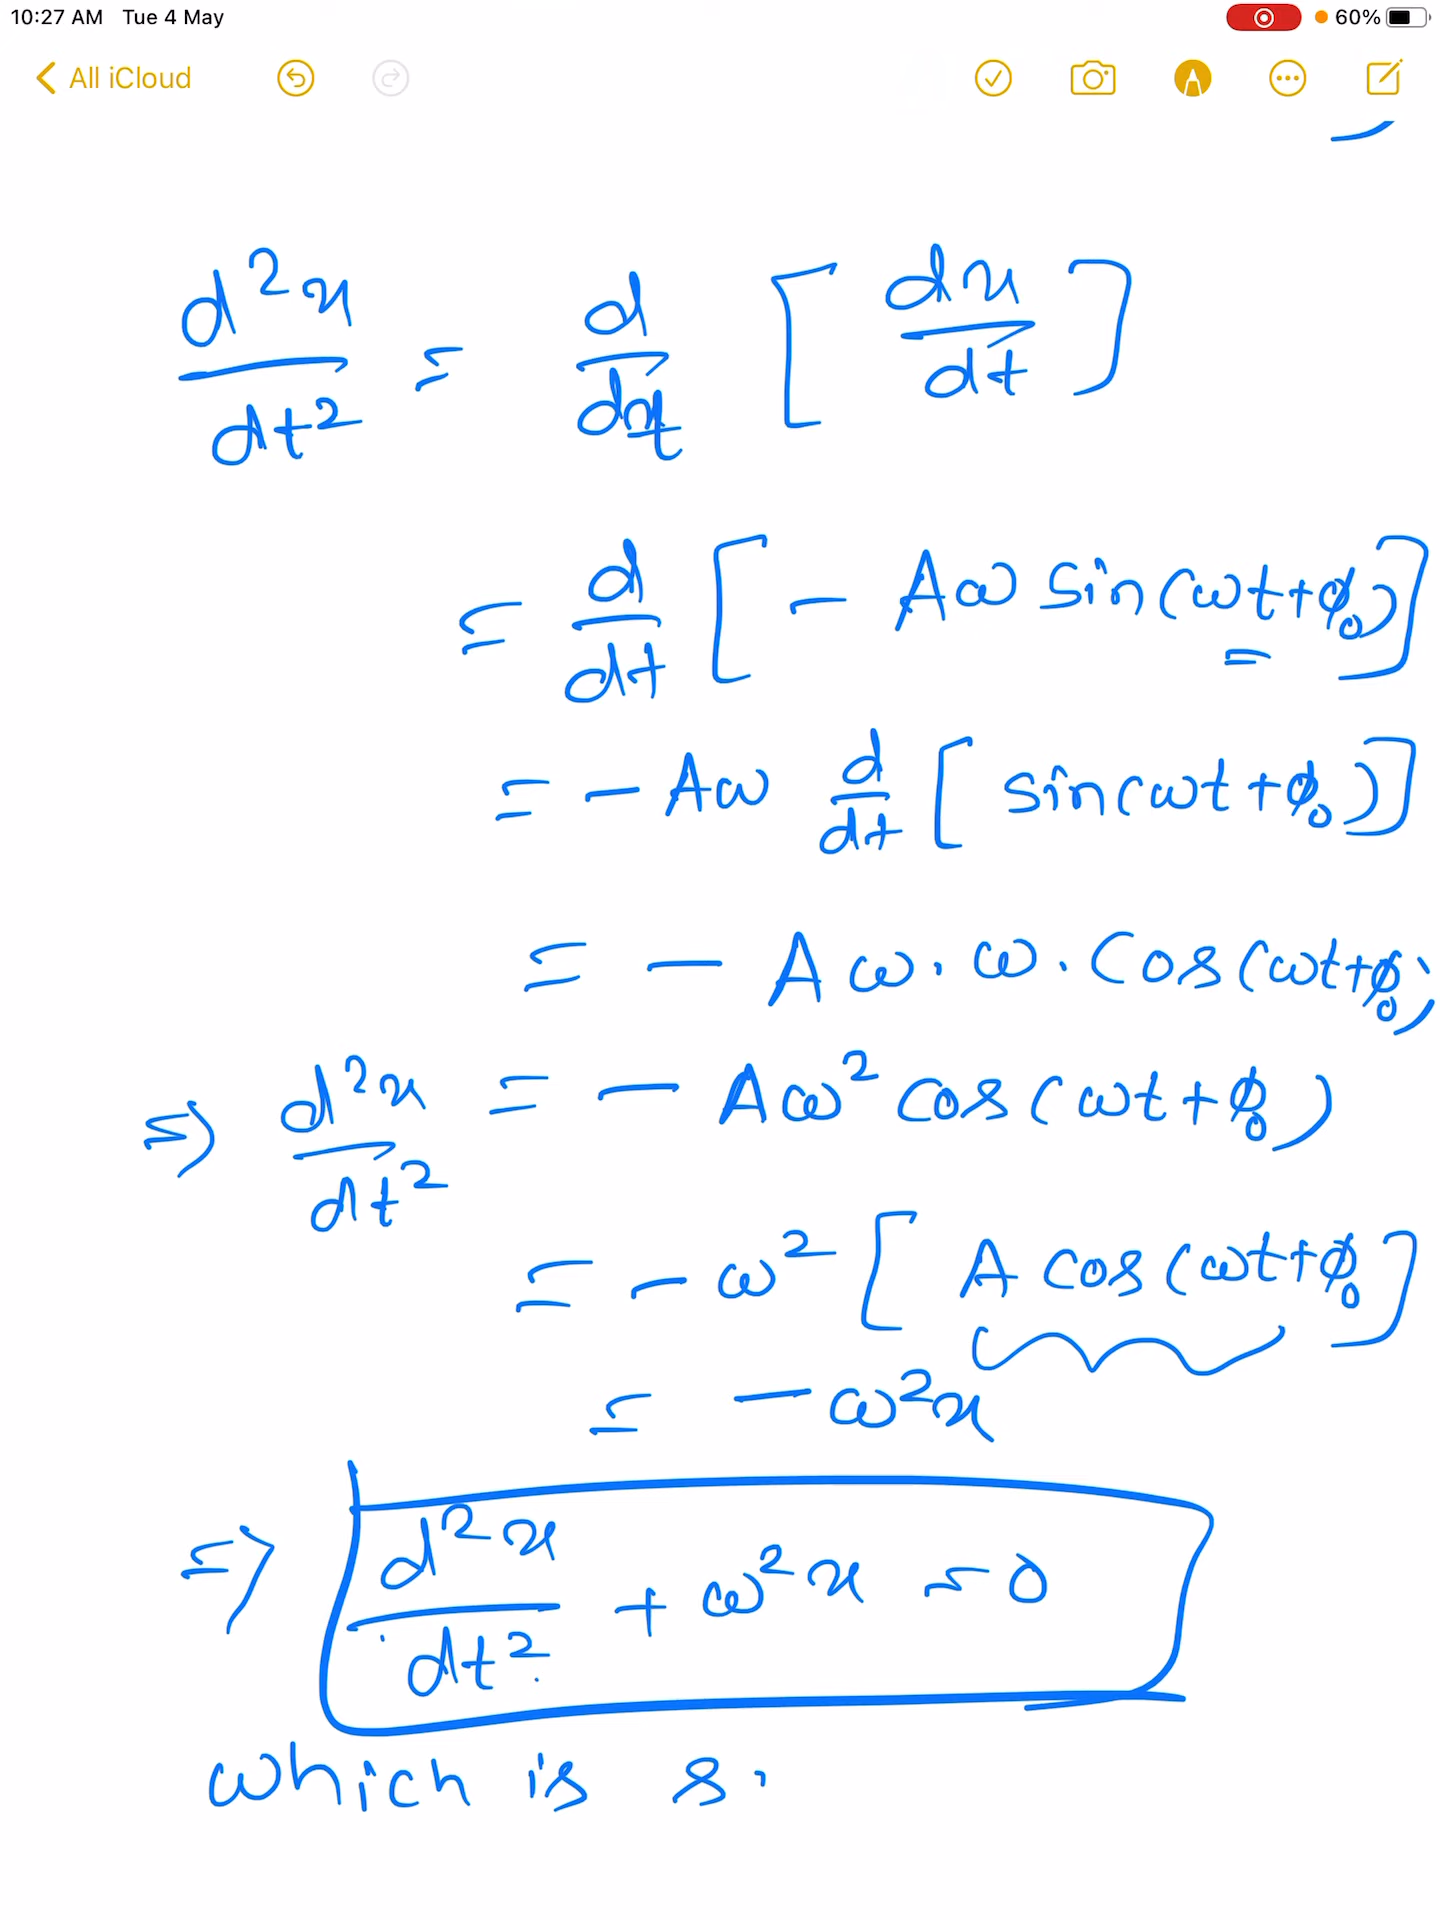 10:27 AM Tue 4 May 60%
All iCloud
d²x/dt² = d/dt [dx/dt]
= d/dt [- Aω sin(ωt+ϕ₀)]
= - Aω d/dt [sin(ωt+ϕ₀)]
= - Aω.ω.cos(ωt+ϕ₀)
⇒ d²x/dt² = - Aω² cos(ωt+ϕ₀)
= - ω² [A cos(ωt+ϕ₀]
= - ω²x
⇒ d²x/dt² + ω²x = 0
which is s